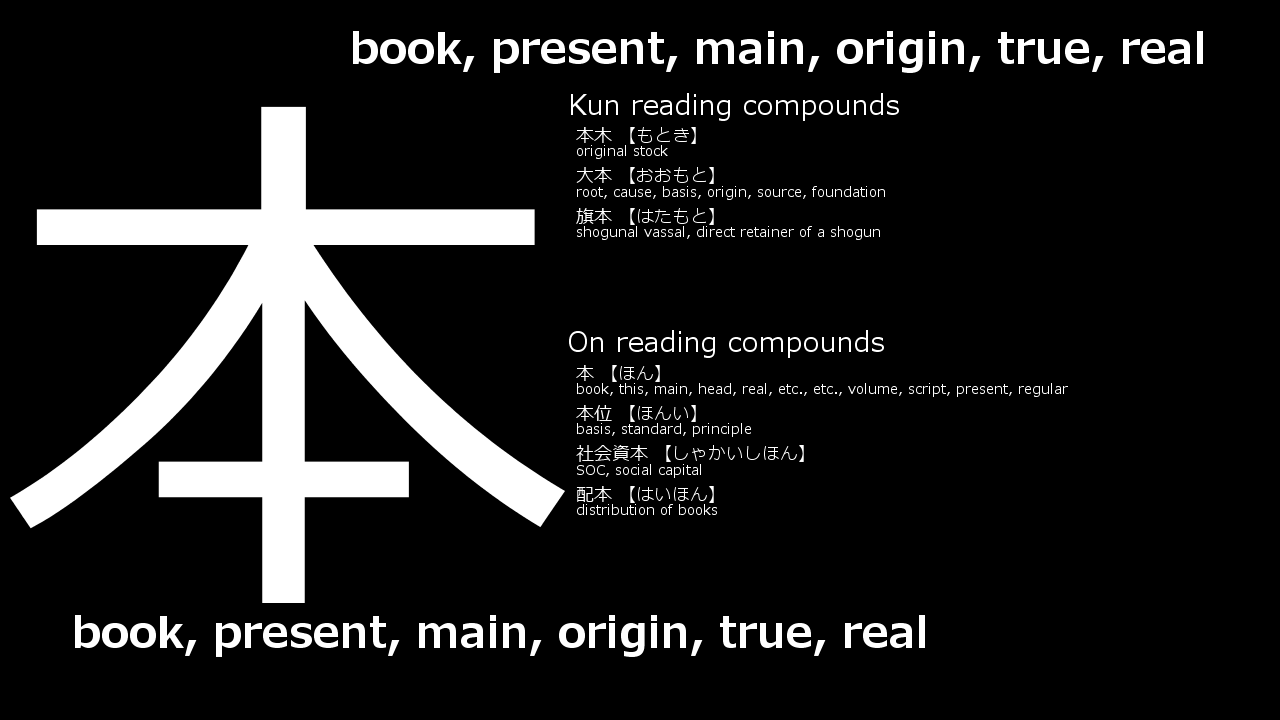 book, present, main, origin, true, real
本
Kun reading compounds
本木 【もとき】
original stock
大本 【おおもと】
root, cause, basis, origin, source, foundation
旗本 【はたもと】
shogunal vassal, direct retainer of a shogun
On reading compounds
本 【ほん】
book, this, main, head, real, etc., etc., volume, script, present, regular
本位 【ほんい】
basis, standard, principle
社会資本 【しゃかいしほん】
SOC, social capital
配本 【はいほん】
distribution of books
book, present, main, origin, true, real